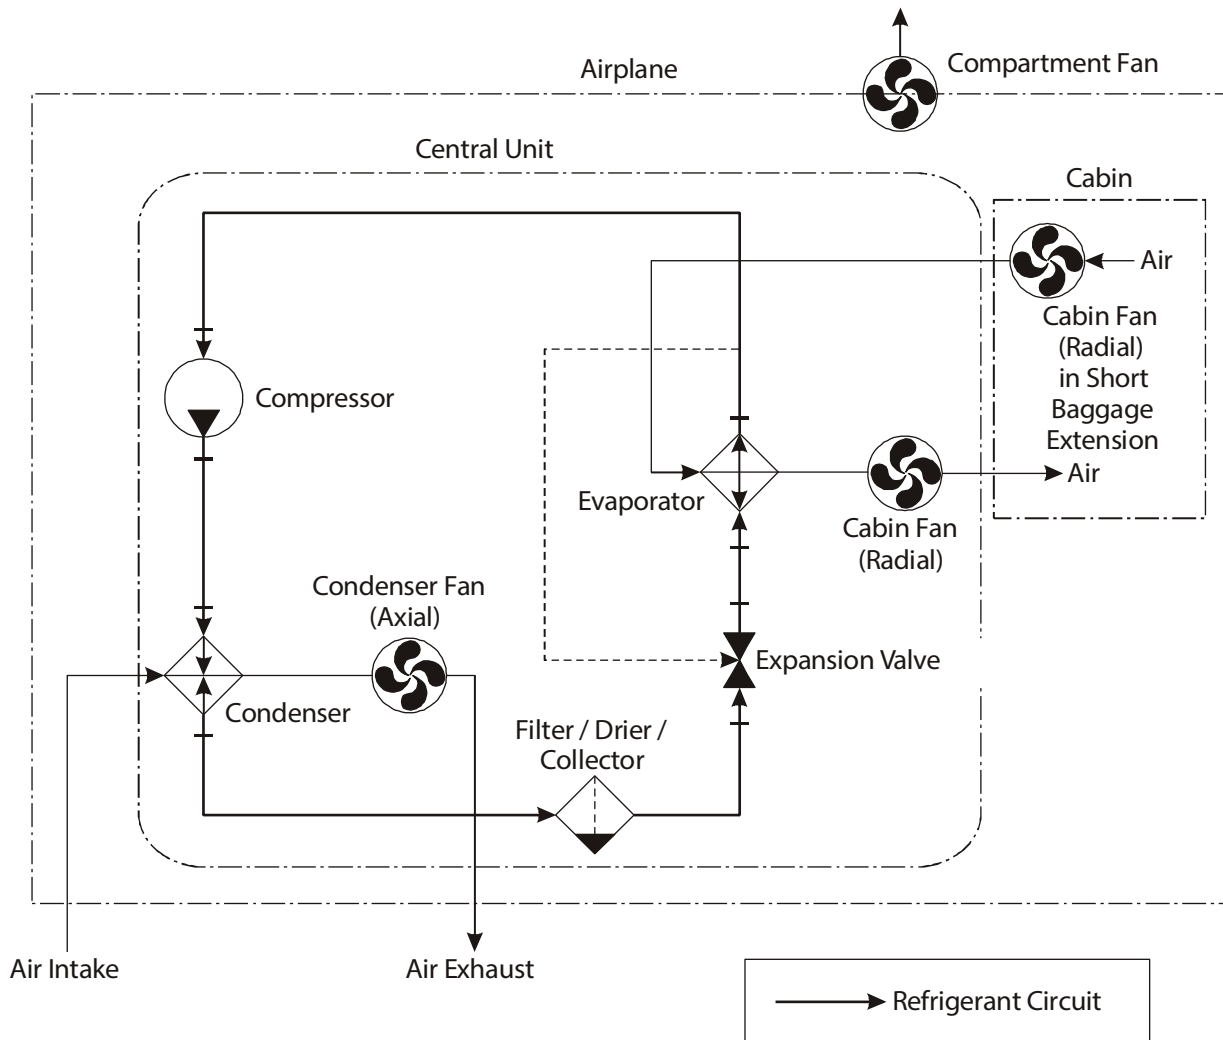 Airplane
Compartment Fan
Central Unit
Cabin
Air
Cabin Fan
(Radial)
in Short
Baggage
Extension
Air
Compressor
Evaporator
Cabin Fan
(Radial)
Condenser Fan
(Axial)
Expansion Valve
Condenser
Filter / Drier /
Collector
Air Intake
Air Exhaust
Refrigerant Circuit